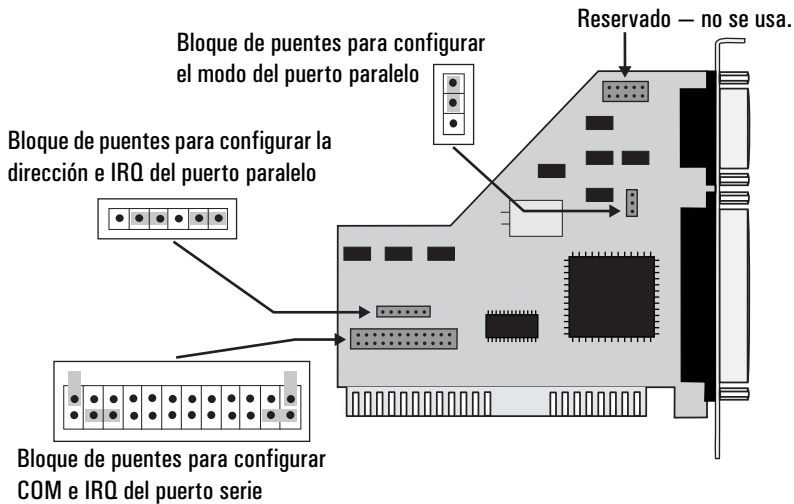 Reservado — no se usa.
Bloque de puentes para configurar
el modo del puerto paralelo
Bloque de puentes para configurar la
dirección e IRQ del puerto paralelo
Bloque de puentes para configurar
COM e IRQ del puerto serie